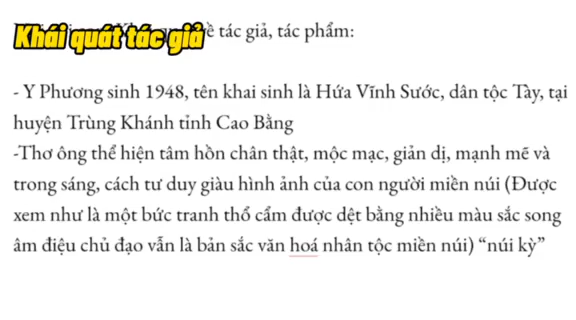 Khái quát tác giả
về tác giả, tác phẩm:
- Y Phương sinh 1948, tên khai sinh là Hứa Vĩnh Sước, dân tộc Tày, tại
huyện Trùng Khánh tỉnh Cao Bằng
-Thơ ông thể hiện tâm hồn chân thật, mộc mạc, giản dị, mạnh mẽ và
trong sáng, cách tư duy giàu hình ảnh của con người miền núi (Được
xem như là một bức tranh thổ cẩm được dệt bằng nhiều màu sắc song
âm điệu chủ đạo vẫn là bản sắc văn hoá nhân tộc miền núi) “núi kỳ”